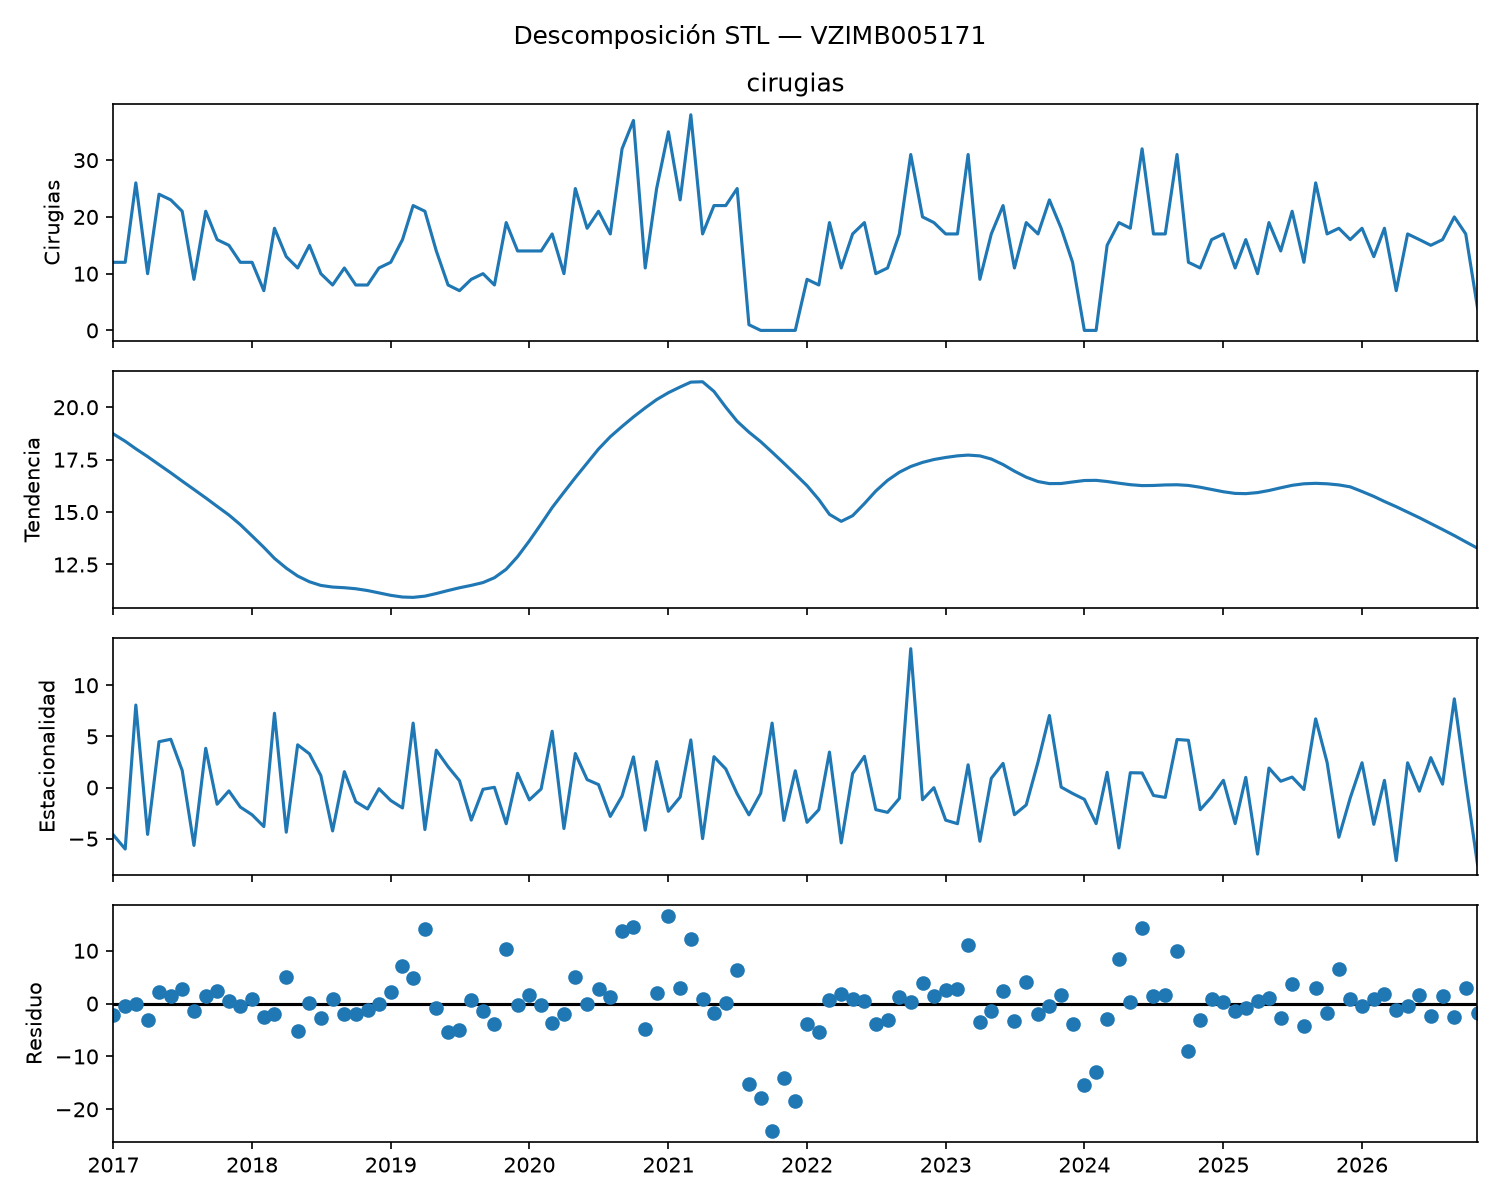 Descomposición STL — VZIMB005171
cirugias
Cirugias
30
20
10
0
Tendencia
20.0
17.5
15.0
12.5
Estacionalidad
10
5
0
−5
Residuo
10
0
−10
−20
2017 2018 2019 2020 2021 2022 2023 2024 2025 2026